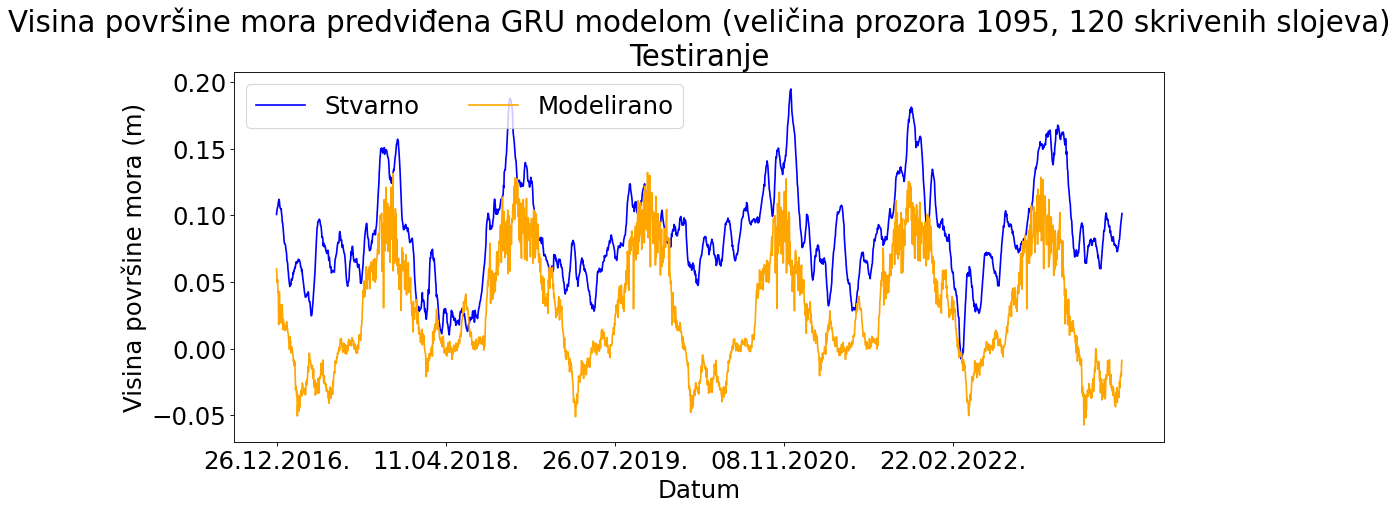 Visina površine mora predviđena GRU modelom (veličina prozora 1095, 120 skrivenih slojeva)
Testiranje
Stvarno Modelirano
Visina površine mora (m)
0.20
0.15
0.10
0.05
0.00
−0.05
26.12.2016. 11.04.2018. 26.07.2019. 08.11.2020. 22.02.2022.
Datum